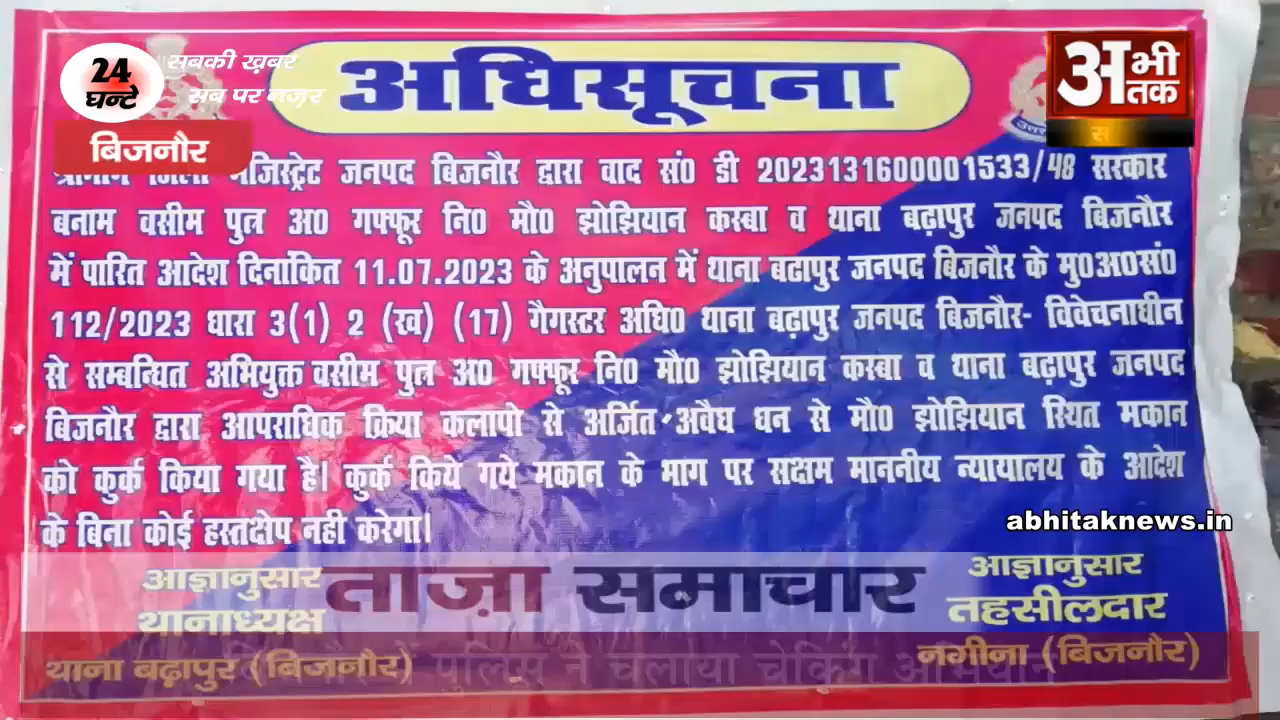 24
घन्टे
सबकी ख़बर
सब पर नज़र
बिजनौर
अभी
तक
अधिसूचना
श्रीमान जिला मजिस्ट्रेट जनपद बिजनौर द्वारा वाद सं0 डी 2023131600001533/48 सरकार
बनाम वसीम पुत्र अ0 गफ्फूर नि0 मौ0 झोझियान कस्बा व थाना बढ़ापुर जनपद बिजनौर
में पारित आदेश दिनांकित 11.07.2023 के अनुपालन में थाना बढापुर जनपद बिजनौर के मु0अ0सं0
112/2023 धारा 3(1) 2 (ख) (17) गैगस्टर अधि0 थाना बढ़ापुर जनपद बिजनौर- विवेचनाधीन
से सम्बन्धित अभियुक्त वसीम पुत्र अ0 गफ्फूर नि0 मौ0 झोझियान कस्बा व थाना बढ़ापुर जनपद
बिजनौर द्वारा आपराधिक क्रिया कलापो से अर्जित अवैध धन से मौ0 झोझियान स्थित मकान
को कुर्क किया गया है। कुर्क किये गये मकान के भाग पर सक्षम माननीय न्यायालय के आदेश
के बिना कोई हस्तक्षेप नही करेगा।
abhitaknews.in
आज्ञानुसार
थानाध्यक्ष
थाना बढ़ापुर (बिजनौर)
ताज़ा समाचार
आज्ञानुसार
तहसीलदार
नगीना (बिजनौर)
पुलिस ने चलाया चेकिंग अभियान